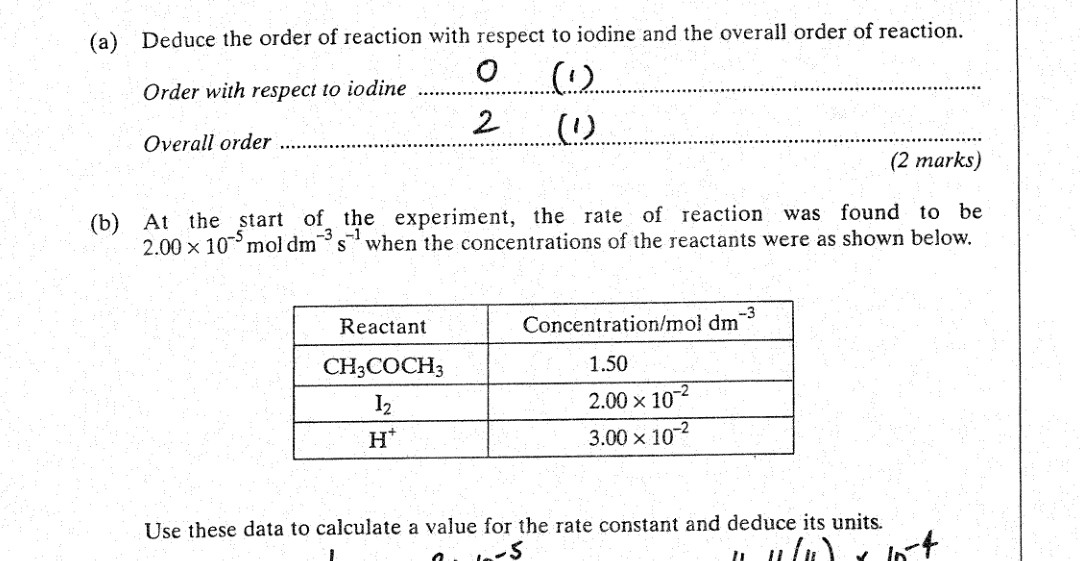 (a) Deduce the order of reaction with respect to iodine and the overall order of reaction.
Order with respect to iodine 0 (1)
Overall order 2 (1)
(2 marks)
(b) At the start of the experiment, the rate of reaction was found to be
2.00 × 10⁻⁵ mol dm⁻³ s⁻¹ when the concentrations of the reactants were as shown below.
Reactant Concentration/mol dm⁻³
CH₃COCH₃ 1.50
I₂ 2.00 × 10⁻²
H⁺ 3.00 × 10⁻²
Use these data to calculate a value for the rate constant and deduce its units.